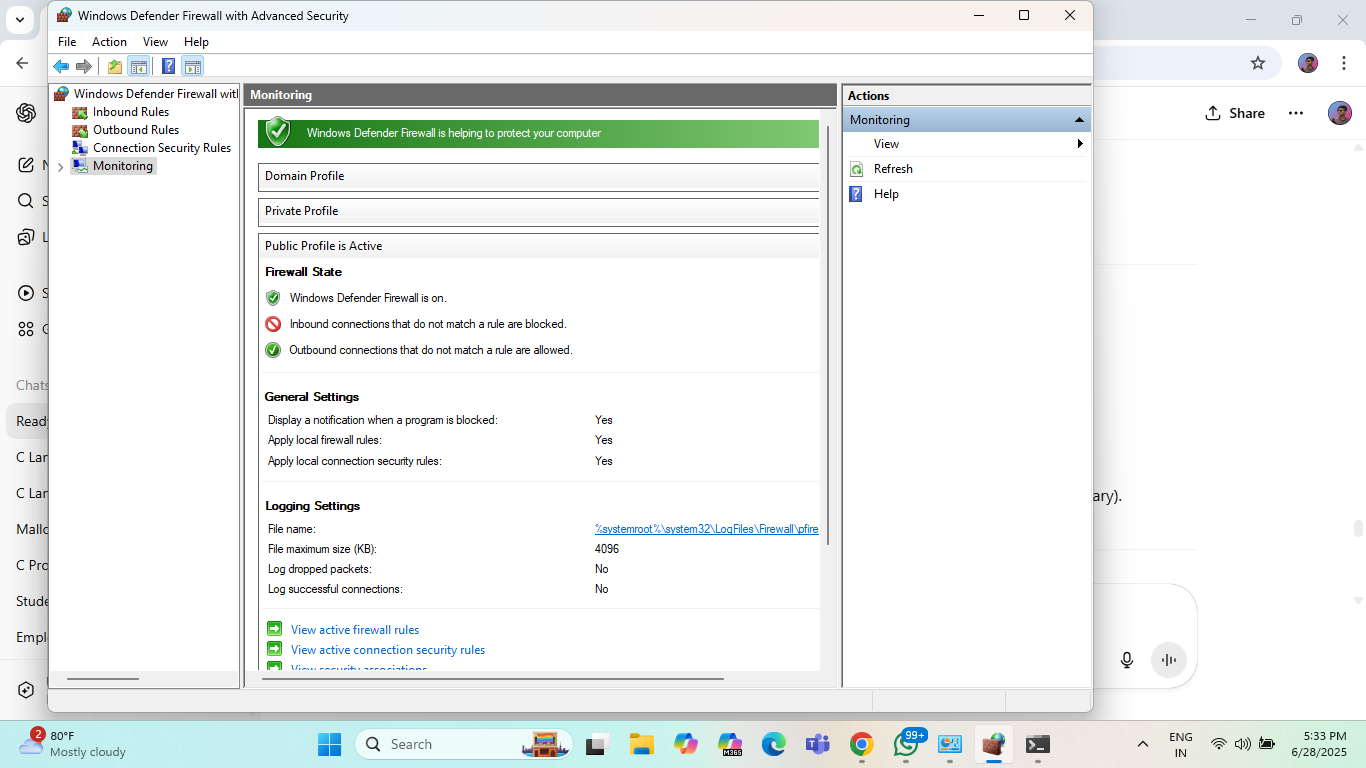 Windows Defender Firewall with Advanced Security
File Action View Help
Windows Defender Firewall wit
Inbound Rules
Outbound Rules
Connection Security Rules
Monitoring
Monitoring
Windows Defender Firewall is helping to protect your computer
Domain Profile
Private Profile
Public Profile is Active
Firewall State
Windows Defender Firewall is on.
Inbound connections that do not match a rule are blocked.
Outbound connections that do not match a rule are allowed.
General Settings
Display a notification when a program is blocked: Yes
Apply local firewall rules: Yes
Apply local connection security rules: Yes
Logging Settings
File name: %systemroot%\system32\LogFiles\Firewall\pfire
File maximum size (KB): 4096
Log dropped packets: No
Log successful connections: No
View active firewall rules
View active connection security rules
View security associations
Actions
Monitoring
View
Refresh
Help
Share
Chats
Ready
C Lan
C Lan
Mallo
C Pro
Stude
Empl
ary).
2
80°F
Mostly cloudy
Search
M365
99+
ENG
IN
5:33 PM
6/28/2025